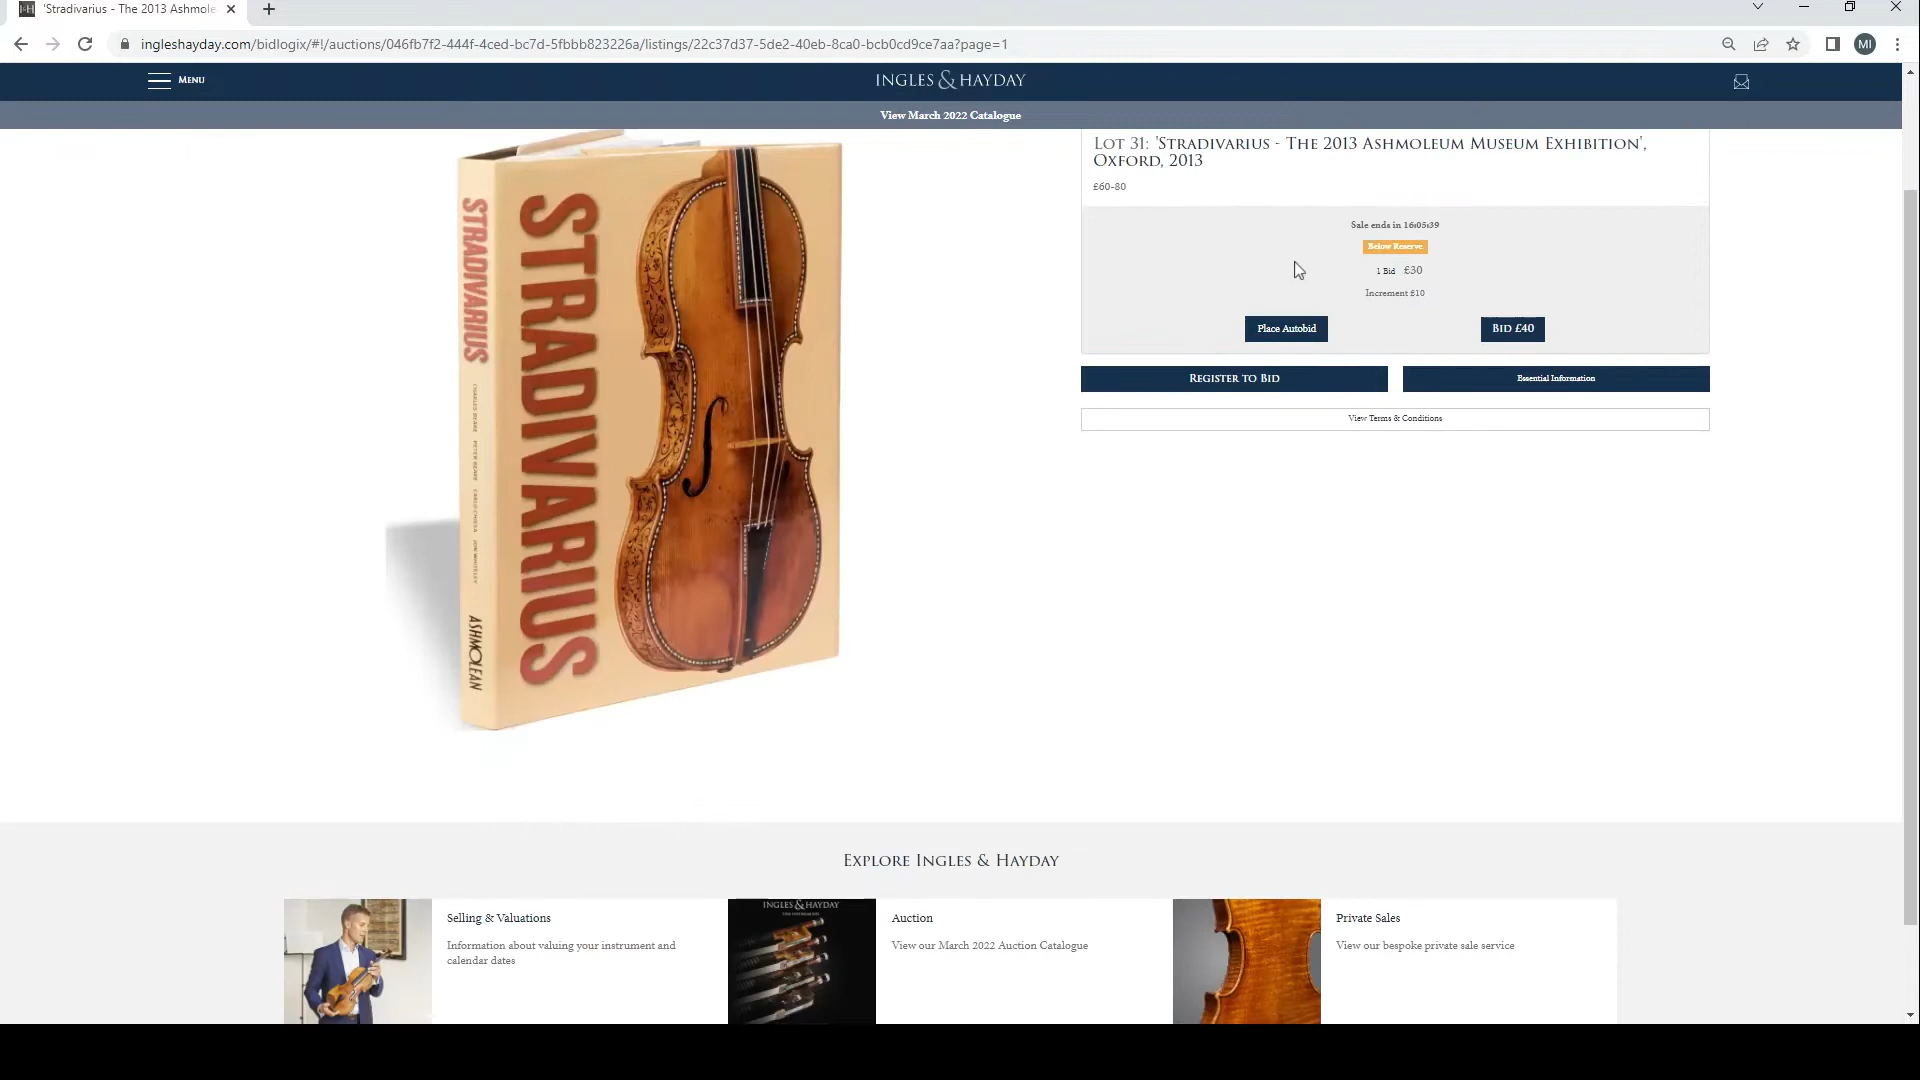 'Stradivarius - The 2013 Ashmole
ingleshayday.com/bidlogix/#!/auctions/046fb7f2-444f-4ced-bc7d-5fbbb823226a/listings/22c37d37-5de2-40eb-8ca0-bcb0cd9ce7aa?page=1
MI
MENU
INGLES & HAYDAY
View March 2022 Catalogue
LOT 31: 'STRADIVARIUS - THE 2013 ASHMOLEUM MUSEUM EXHIBITION',
OXFORD, 2013
£60-80
Sale ends in 16:05:39
Below Reserve
1 Bid £30
Increment £10
Place Autobid
BID £40
REGISTER TO BID
Essential Information
View Terms & Conditions
STRADIVARIUS
ASHMOLEAN
STRADIVARIUS
EXPLORE INGLES & HAYDAY
Selling & Valuations
Information about valuing your instrument and
calendar dates
INGLES & HAYDAY
Auction
View our March 2022 Auction Catalogue
Private Sales
View our bespoke private sale service